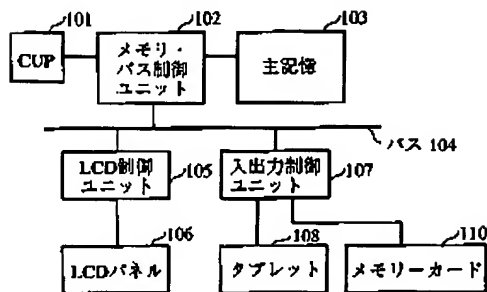 101
102
103
CUP
メモリ・
バス制御
ユニット
主記憶
バス 104
LCD制御
ユニット
105
入出力制御
ユニット
107
106
108
110
LCDパネル
タブレット
メモリーカード